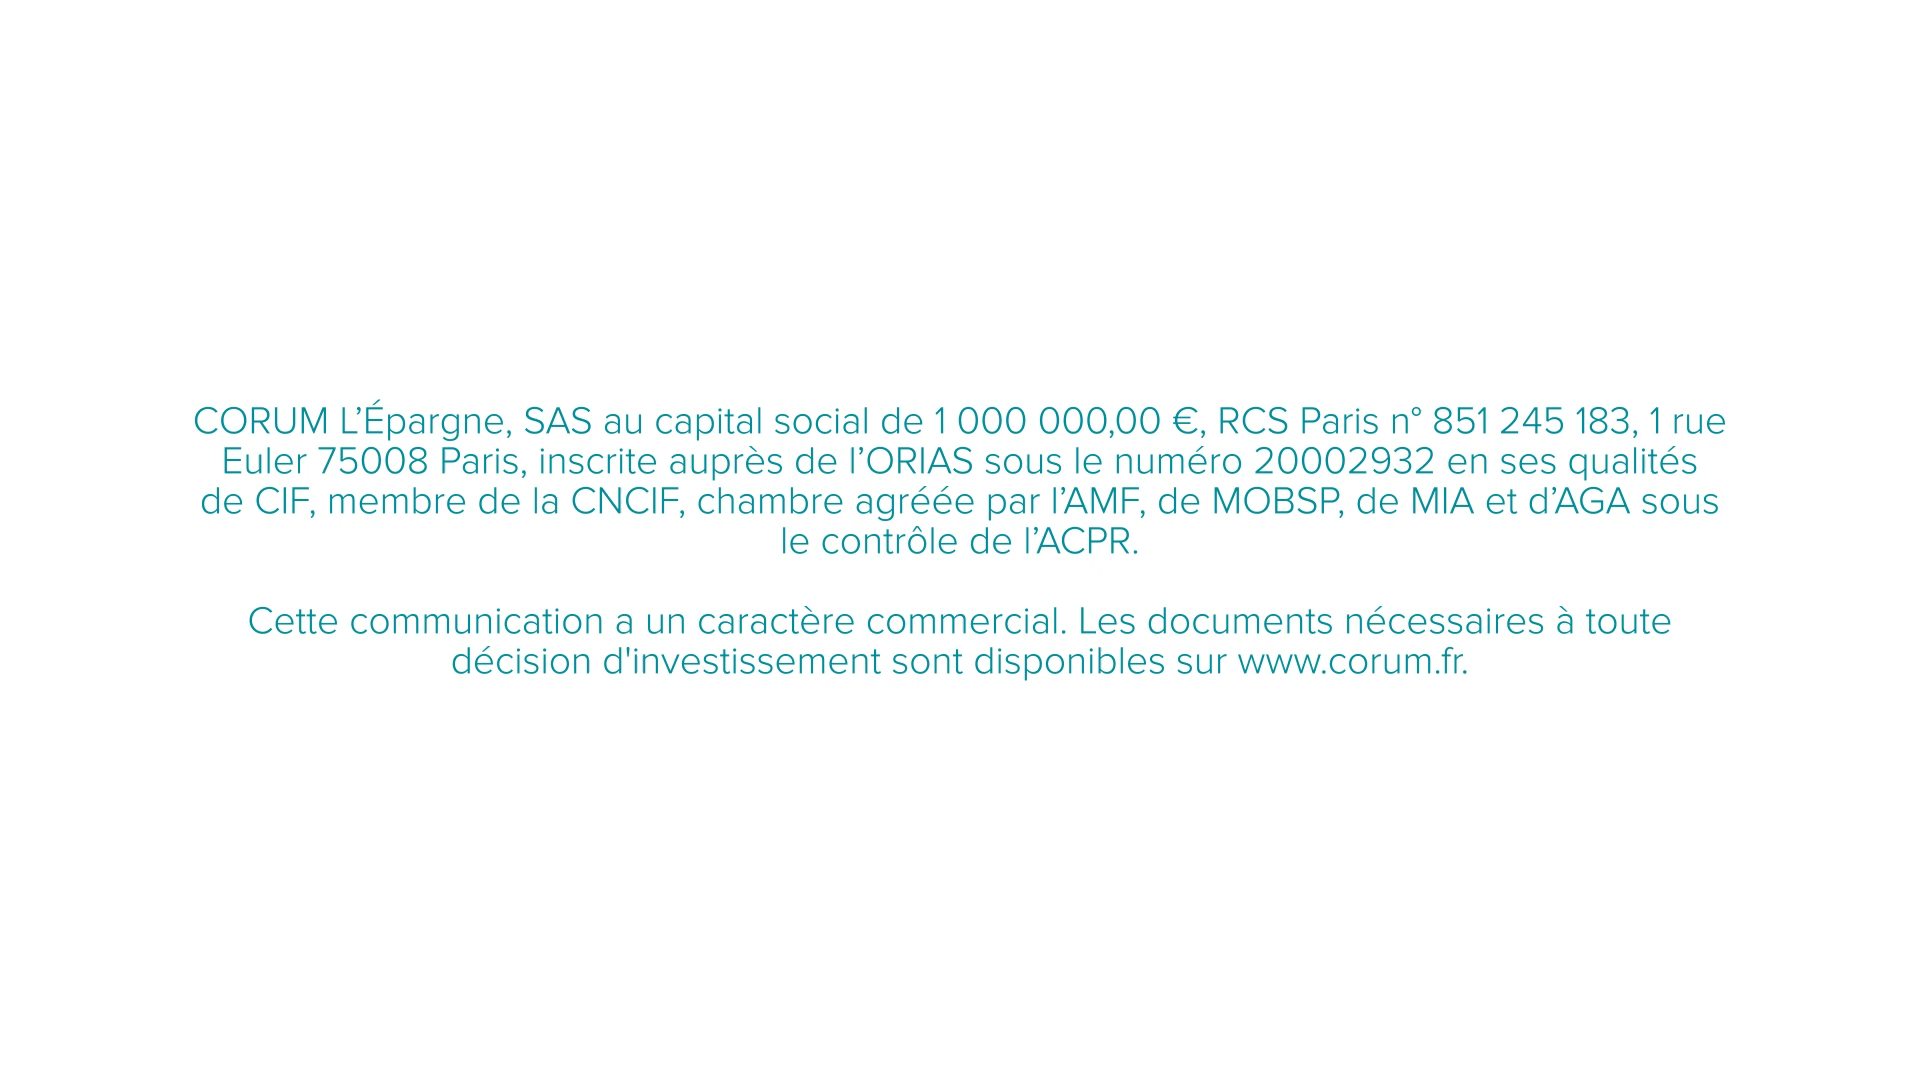 CORUM L’Épargne, SAS au capital social de 1 000 000,00 €, RCS Paris n° 851 245 183, 1 rue
Euler 75008 Paris, inscrite auprès de l’ORIAS sous le numéro 20002932 en ses qualités
de CIF, membre de la CNCIF, chambre agréée par l’AMF, de MOBSP, de MIA et d’AGA sous
le contrôle de l’ACPR.
Cette communication a un caractère commercial. Les documents nécessaires à toute
décision d'investissement sont disponibles sur www.corum.fr.